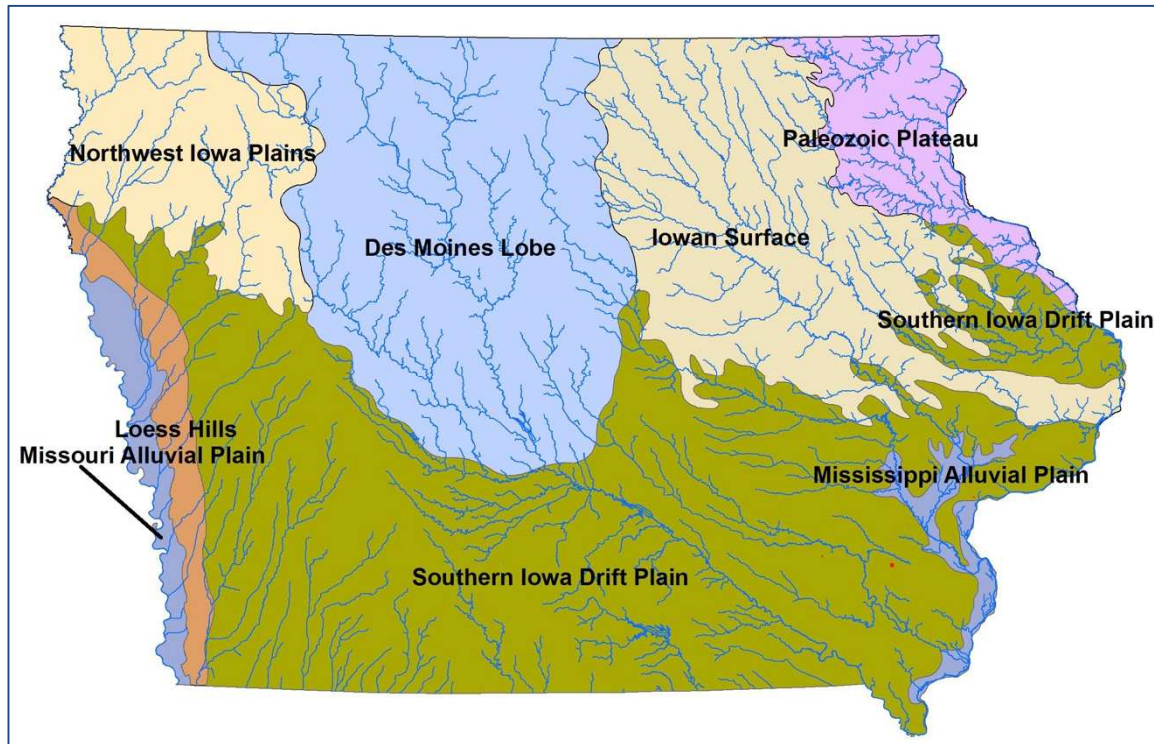 Paleozoic Plateau
Northwest Iowa Plains
Iowan Surface
Des Moines Lobe
Southern Iowa Drift Plain
Loess Hills
Missouri Alluvial Plain
Mississippi Alluvial Plain
Southern Iowa Drift Plain